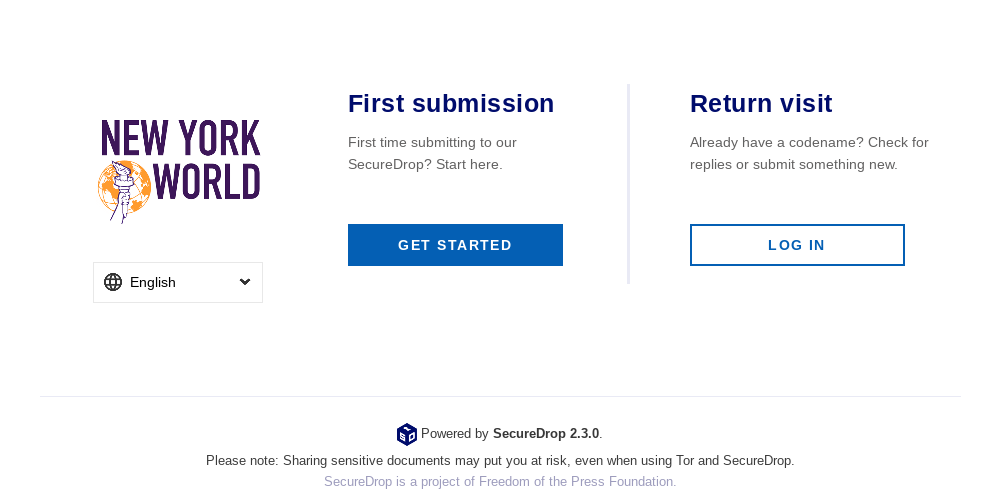 NEW YORK
WORLD
English
First submission
First time submitting to our
SecureDrop? Start here.
GET STARTED
Return visit
Already have a codename? Check for
replies or submit something new.
LOG IN
Powered by SecureDrop 2.3.0.
Please note: Sharing sensitive documents may put you at risk, even when using Tor and SecureDrop.
SecureDrop is a project of Freedom of the Press Foundation.